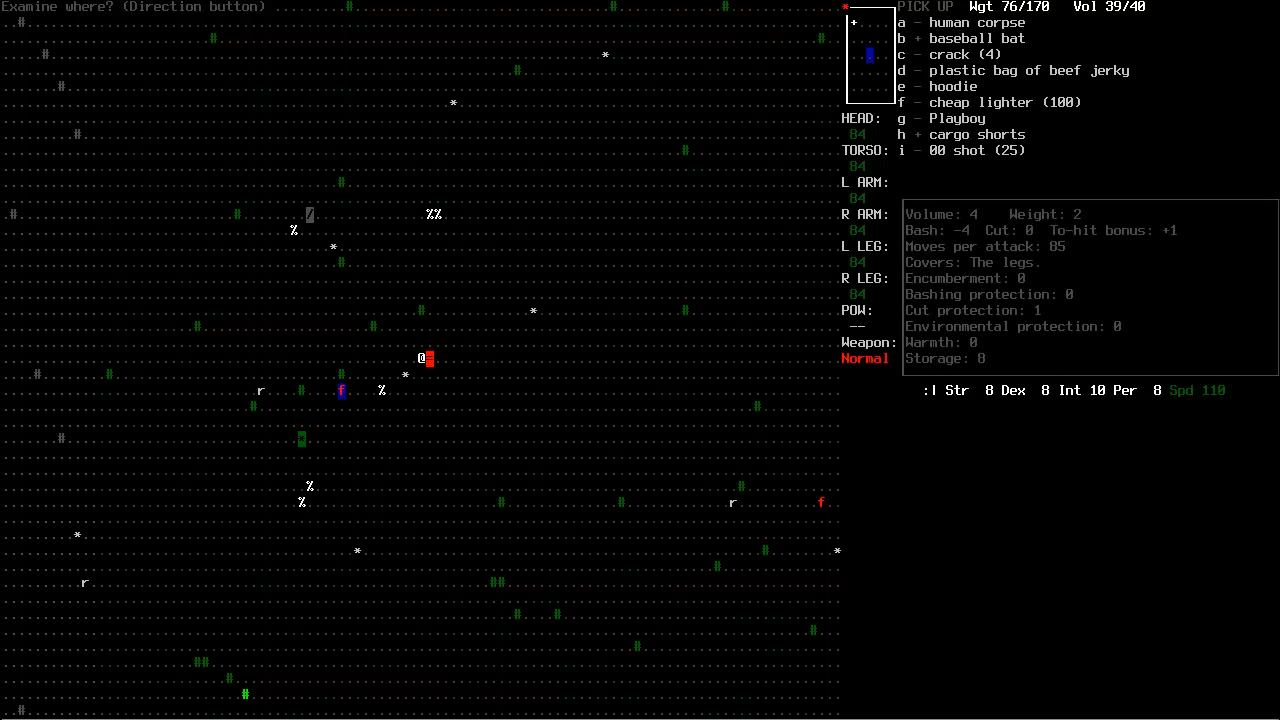 Examine where? (Direction button)
PICK UP Wgt 76/170 Vol 39/40
a - human corpse
b + baseball bat
c - crack (4)
d - plastic bag of beef jerky
e - hoodie
f - cheap lighter (100)
HEAD: g - Playboy
84 h + cargo shorts
TORSO: i - 00 shot (25)
84
L ARM:
84
R ARM: Volume: 4 Weight: 2
84 Bash: -4 Cut: 0 To-hit bonus: +1
L LEG: Moves per attack: 85
84 Covers: The legs.
R LEG: Encumberment: 0
84 Bashing protection: 0
POW: Cut protection: 1
-- Environmental protection: 0
Weapon: Warmth: 0
Normal Storage: 8
:| Str 8 Dex 8 Int 10 Per 8 Spd 110